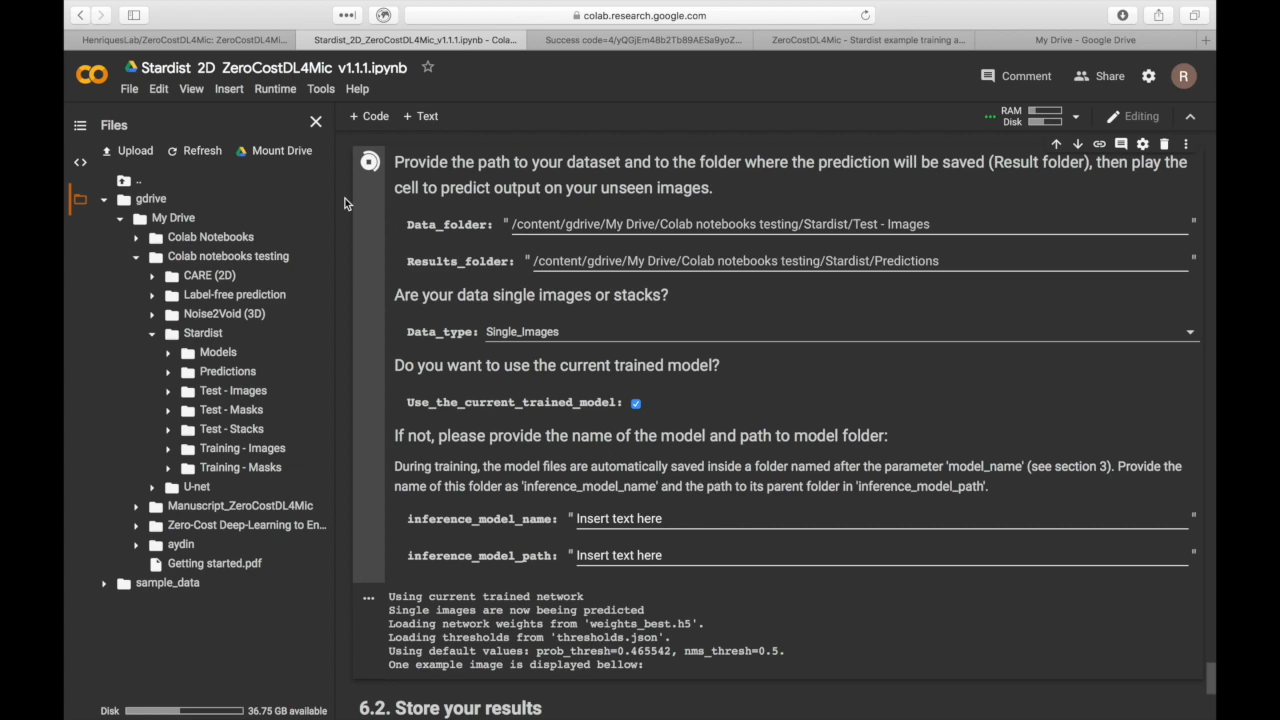 colab.research.google.com
HenriquesLab/ZeroCostDL4Mic: ZeroCostDL4Mi...
Stardist_2D_ZeroCostDL4Mic_v1.1.1.ipynb - Cola...
Success code=4/yQGjEm48b2Tb89AESa9yoZ...
ZeroCostDL4Mic - Stardist example training a...
My Drive - Google Drive
Stardist_2D_ZeroCostDL4Mic_v1.1.1.ipynb
Comment
Share
R
File Edit View Insert Runtime Tools Help
Files
+ Code + Text
RAM
Disk
Editing
Upload Refresh Mount Drive
..
gdrive
My Drive
Colab Notebooks
Colab notebooks testing
CARE (2D)
Label-free prediction
Noise2Void (3D)
Stardist
Models
Predictions
Test - Images
Test - Masks
Test - Stacks
Training - Images
Training - Masks
U-net
Manuscript_ZeroCostDL4Mic
Zero-Cost Deep-Learning to En...
aydin
Getting started.pdf
sample_data
Disk 36.75 GB available
Provide the path to your dataset and to the folder where the prediction will be saved (Result folder), then play the
cell to predict output on your unseen images.
Data_folder: "/content/gdrive/My Drive/Colab notebooks testing/Stardist/Test - Images"
Results_folder: "/content/gdrive/My Drive/Colab notebooks testing/Stardist/Predictions"
Are your data single images or stacks?
Data_type: Single_Images
Do you want to use the current trained model?
Use_the_current_trained_model:
If not, please provide the name of the model and path to model folder:
During training, the model files are automatically saved inside a folder named after the parameter 'model_name' (see section 3). Provide the
name of this folder as 'inference_model_name' and the path to its parent folder in 'inference_model_path'.
inference_model_name: "Insert text here"
inference_model_path: "Insert text here"
... Using current trained network
Single images are now beeing predicted
Loading network weights from 'weights_best.h5'.
Loading thresholds from 'thresholds.json'.
Using default values: prob_thresh=0.465542, nms_thresh=0.5.
One example image is displayed bellow:
6.2. Store your results